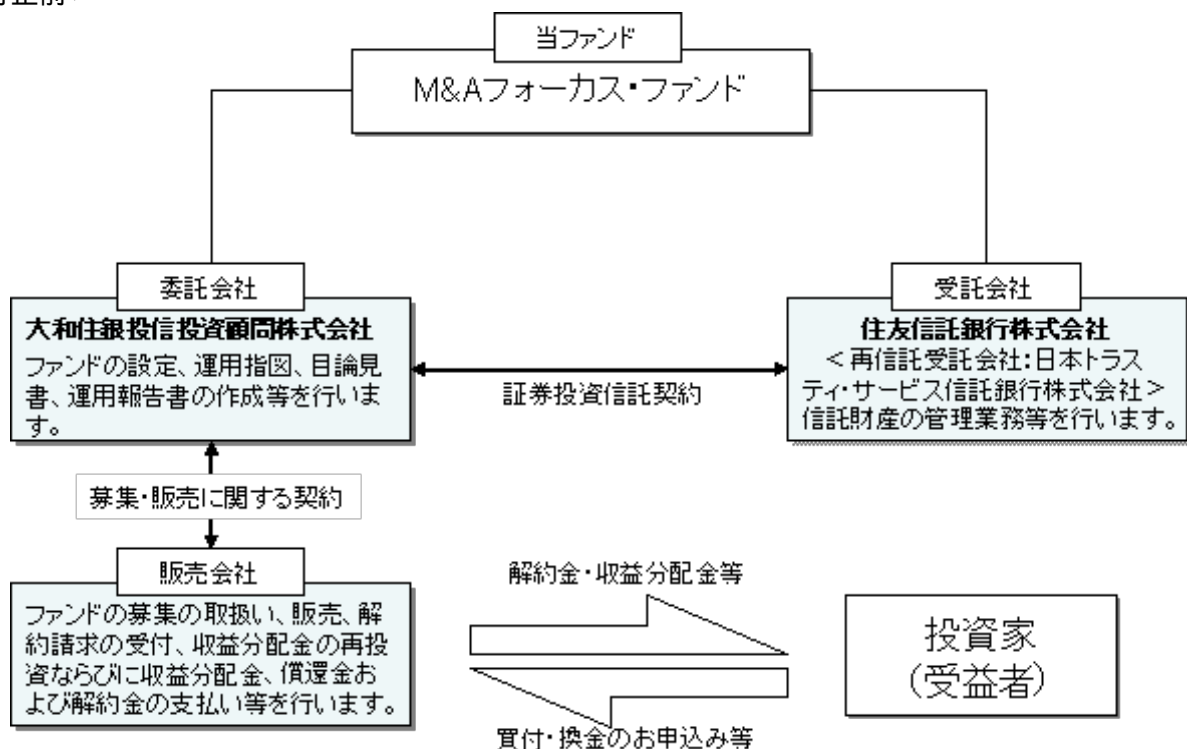 当ファンド
M&Aフォーカス・ファンド
委託会社
大和住銀投信投資顧問株式会社
ファンドの設定、運用指図、目論見
書、運用報告書の作成等を行いま
す。
証券投資信託契約
受託会社
住友信託銀行株式会社
＜再信託受託会社：日本トラス
ティ・サービス信託銀行株式会社＞
信託財産の管理業務等を行います。
募集・販売に関する契約
販売会社
ファンドの募集の取扱い、販売、解
約請求の受付、収益分配金の再投
資ならびに収益分配金、償還金お
よび解約金の支払い等を行います。
解約金・収益分配金等
買付・換金のお申込み等
投資家
（受益者）